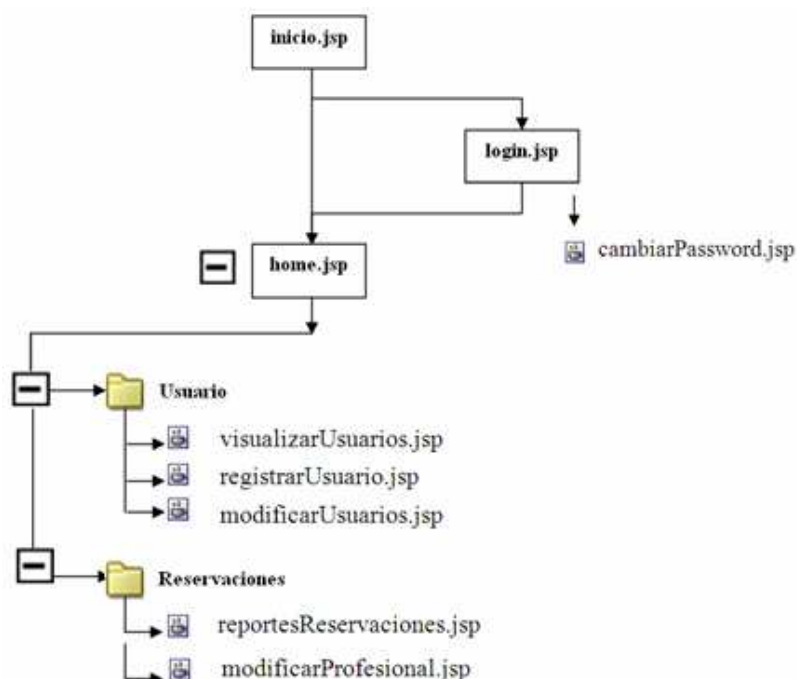 inicio.jsp
login.jsp
cambiarPassword.jsp
home.jsp
Usuario
visualizarUsuarios.jsp
registrarUsuario.jsp
modificarUsuarios.jsp
Reservaciones
reportesReservaciones.jsp
modificarProfesional.jsp